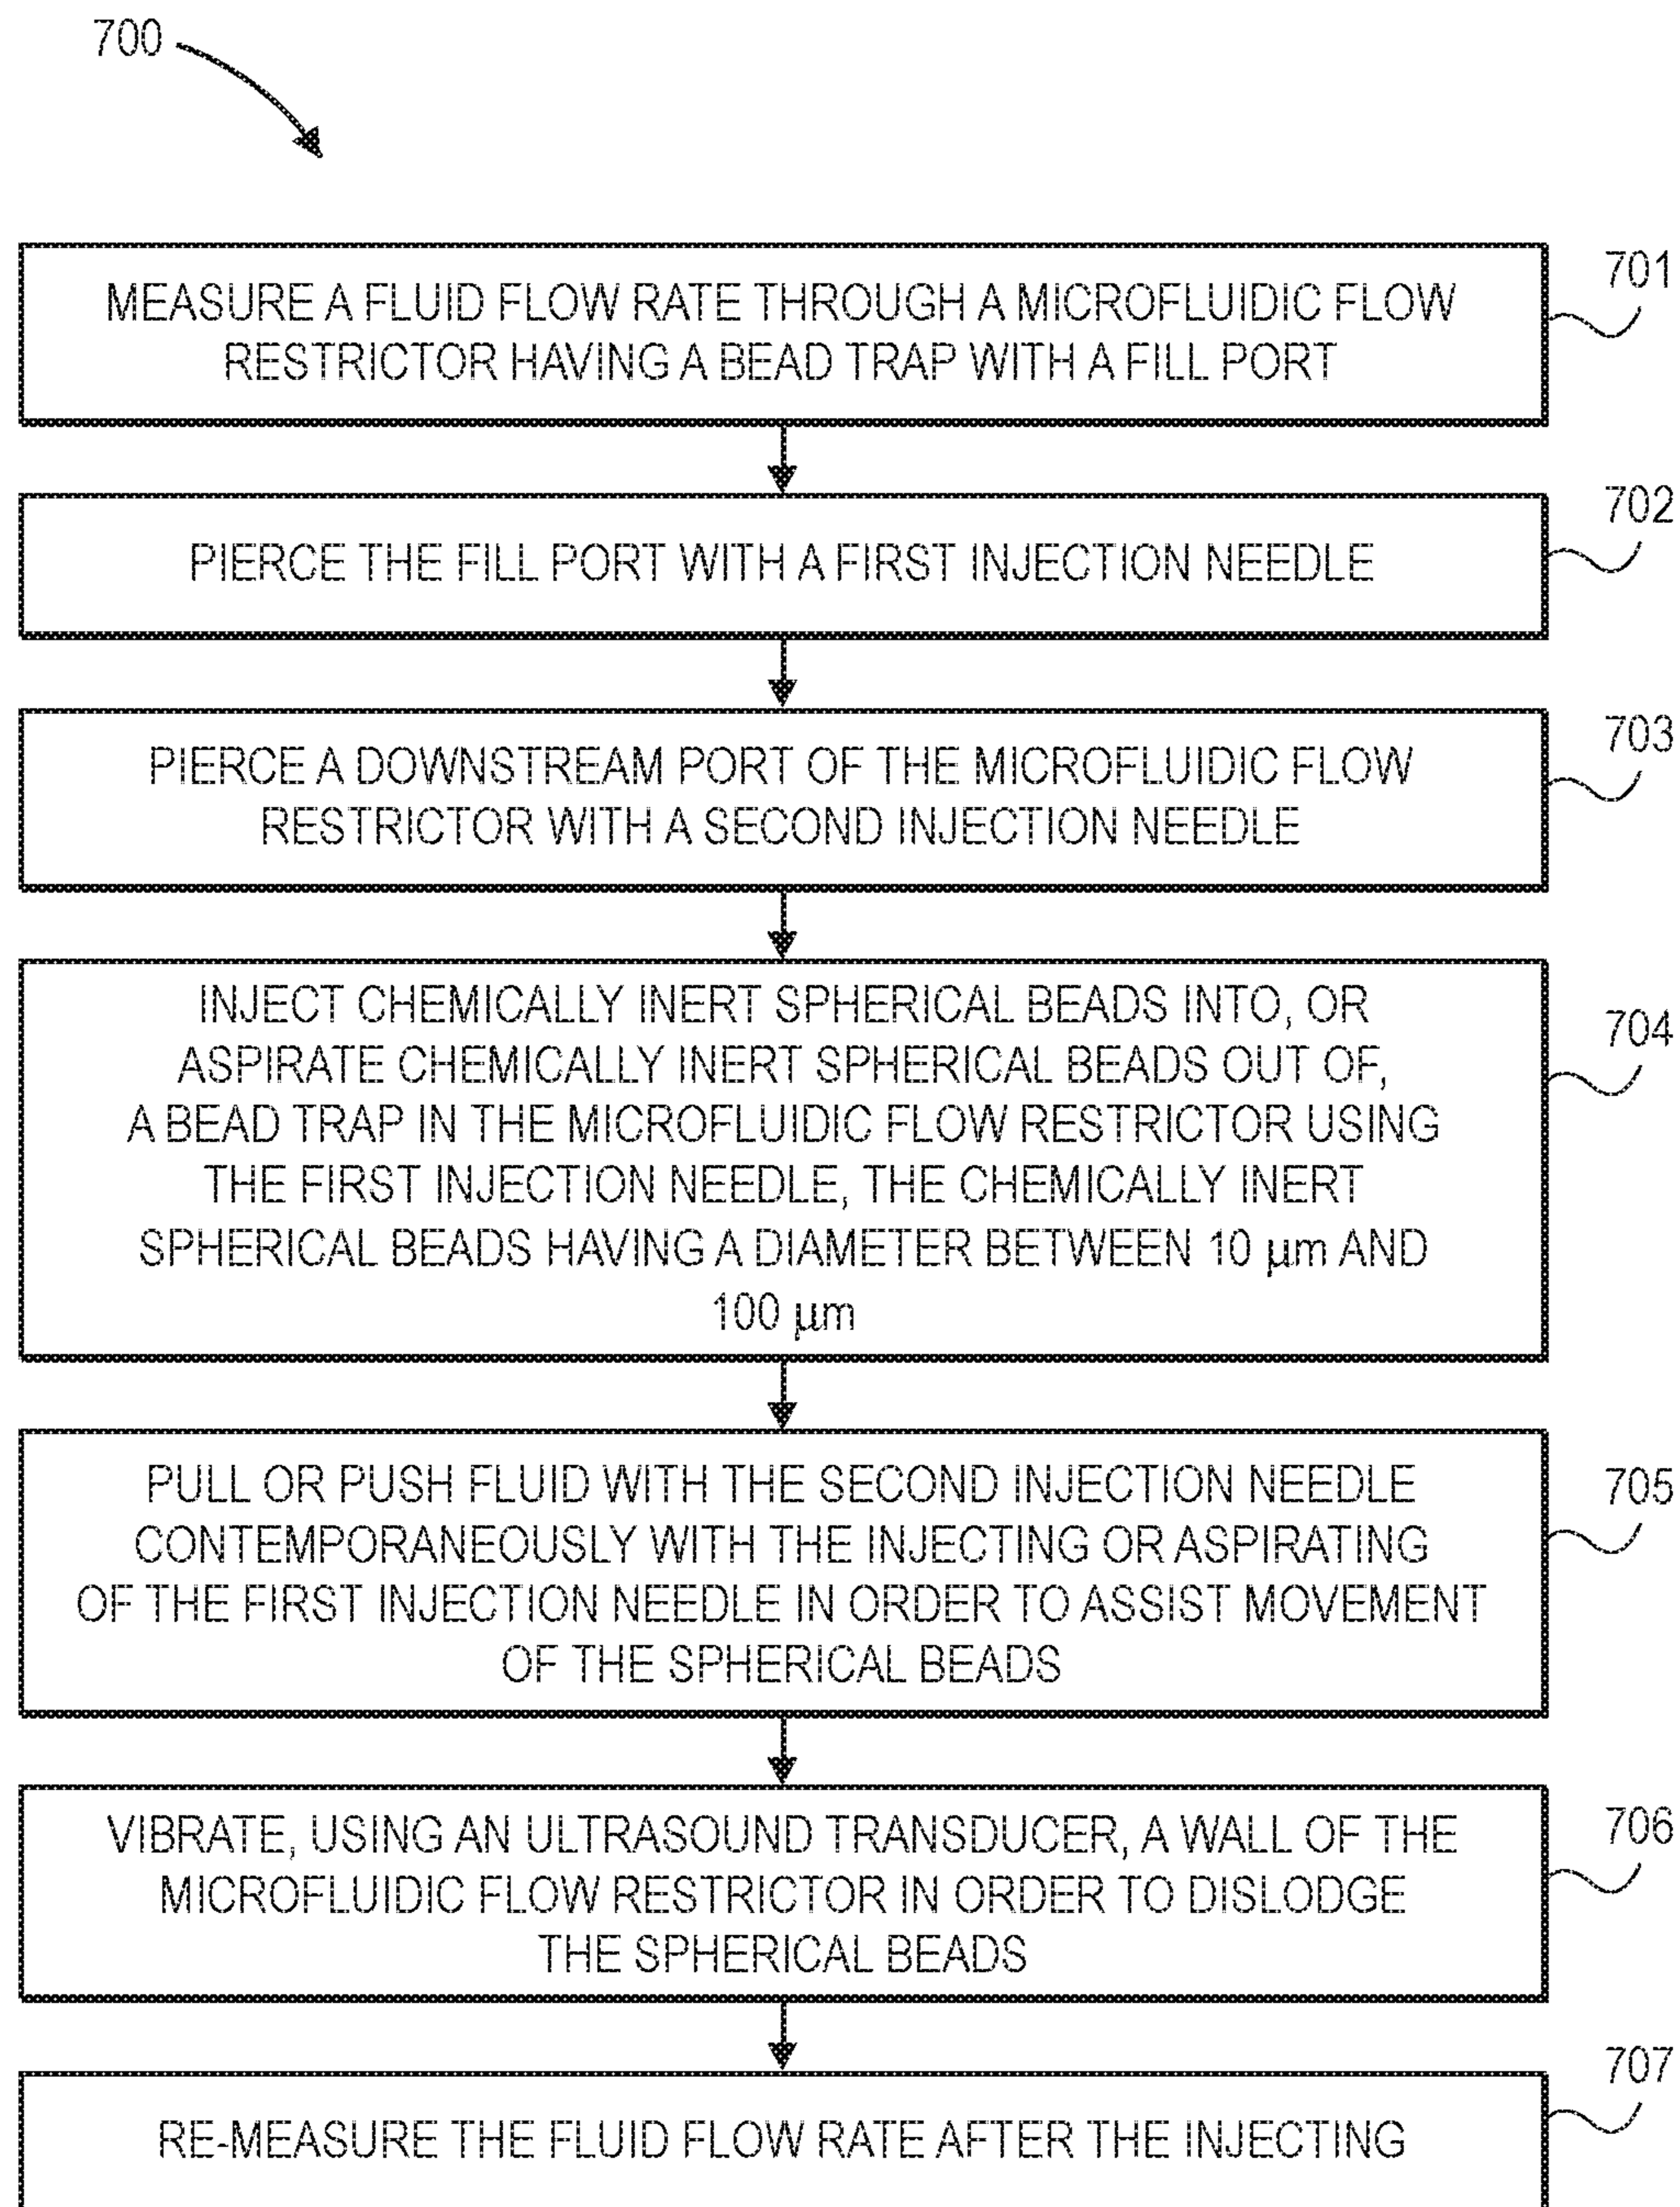 700
701
MEASURE A FLUID FLOW RATE THROUGH A MICROFLUIDIC FLOW
RESTRICTOR HAVING A BEAD TRAP WITH A FILL PORT
702
PIERCE THE FILL PORT WITH A FIRST INJECTION NEEDLE
703
PIERCE A DOWNSTREAM PORT OF THE MICROFLUIDIC FLOW
RESTRICTOR WITH A SECOND INJECTION NEEDLE
704
INJECT CHEMICALLY INERT SPHERICAL BEADS INTO, OR
ASPIRATE CHEMICALLY INERT SPHERICAL BEADS OUT OF,
A BEAD TRAP IN THE MICROFLUIDIC FLOW RESTRICTOR USING
THE FIRST INJECTION NEEDLE, THE CHEMICALLY INERT
SPHERICAL BEADS HAVING A DIAMETER BETWEEN 10 μm AND
100 μm
705
PULL OR PUSH FLUID WITH THE SECOND INJECTION NEEDLE
CONTEMPORANEOUSLY WITH THE INJECTING OR ASPIRATING
OF THE FIRST INJECTION NEEDLE IN ORDER TO ASSIST MOVEMENT
OF THE SPHERICAL BEADS
706
VIBRATE, USING AN ULTRASOUND TRANSDUCER, A WALL OF THE
MICROFLUIDIC FLOW RESTRICTOR IN ORDER TO DISLODGE
THE SPHERICAL BEADS
707
RE-MEASURE THE FLUID FLOW RATE AFTER THE INJECTING